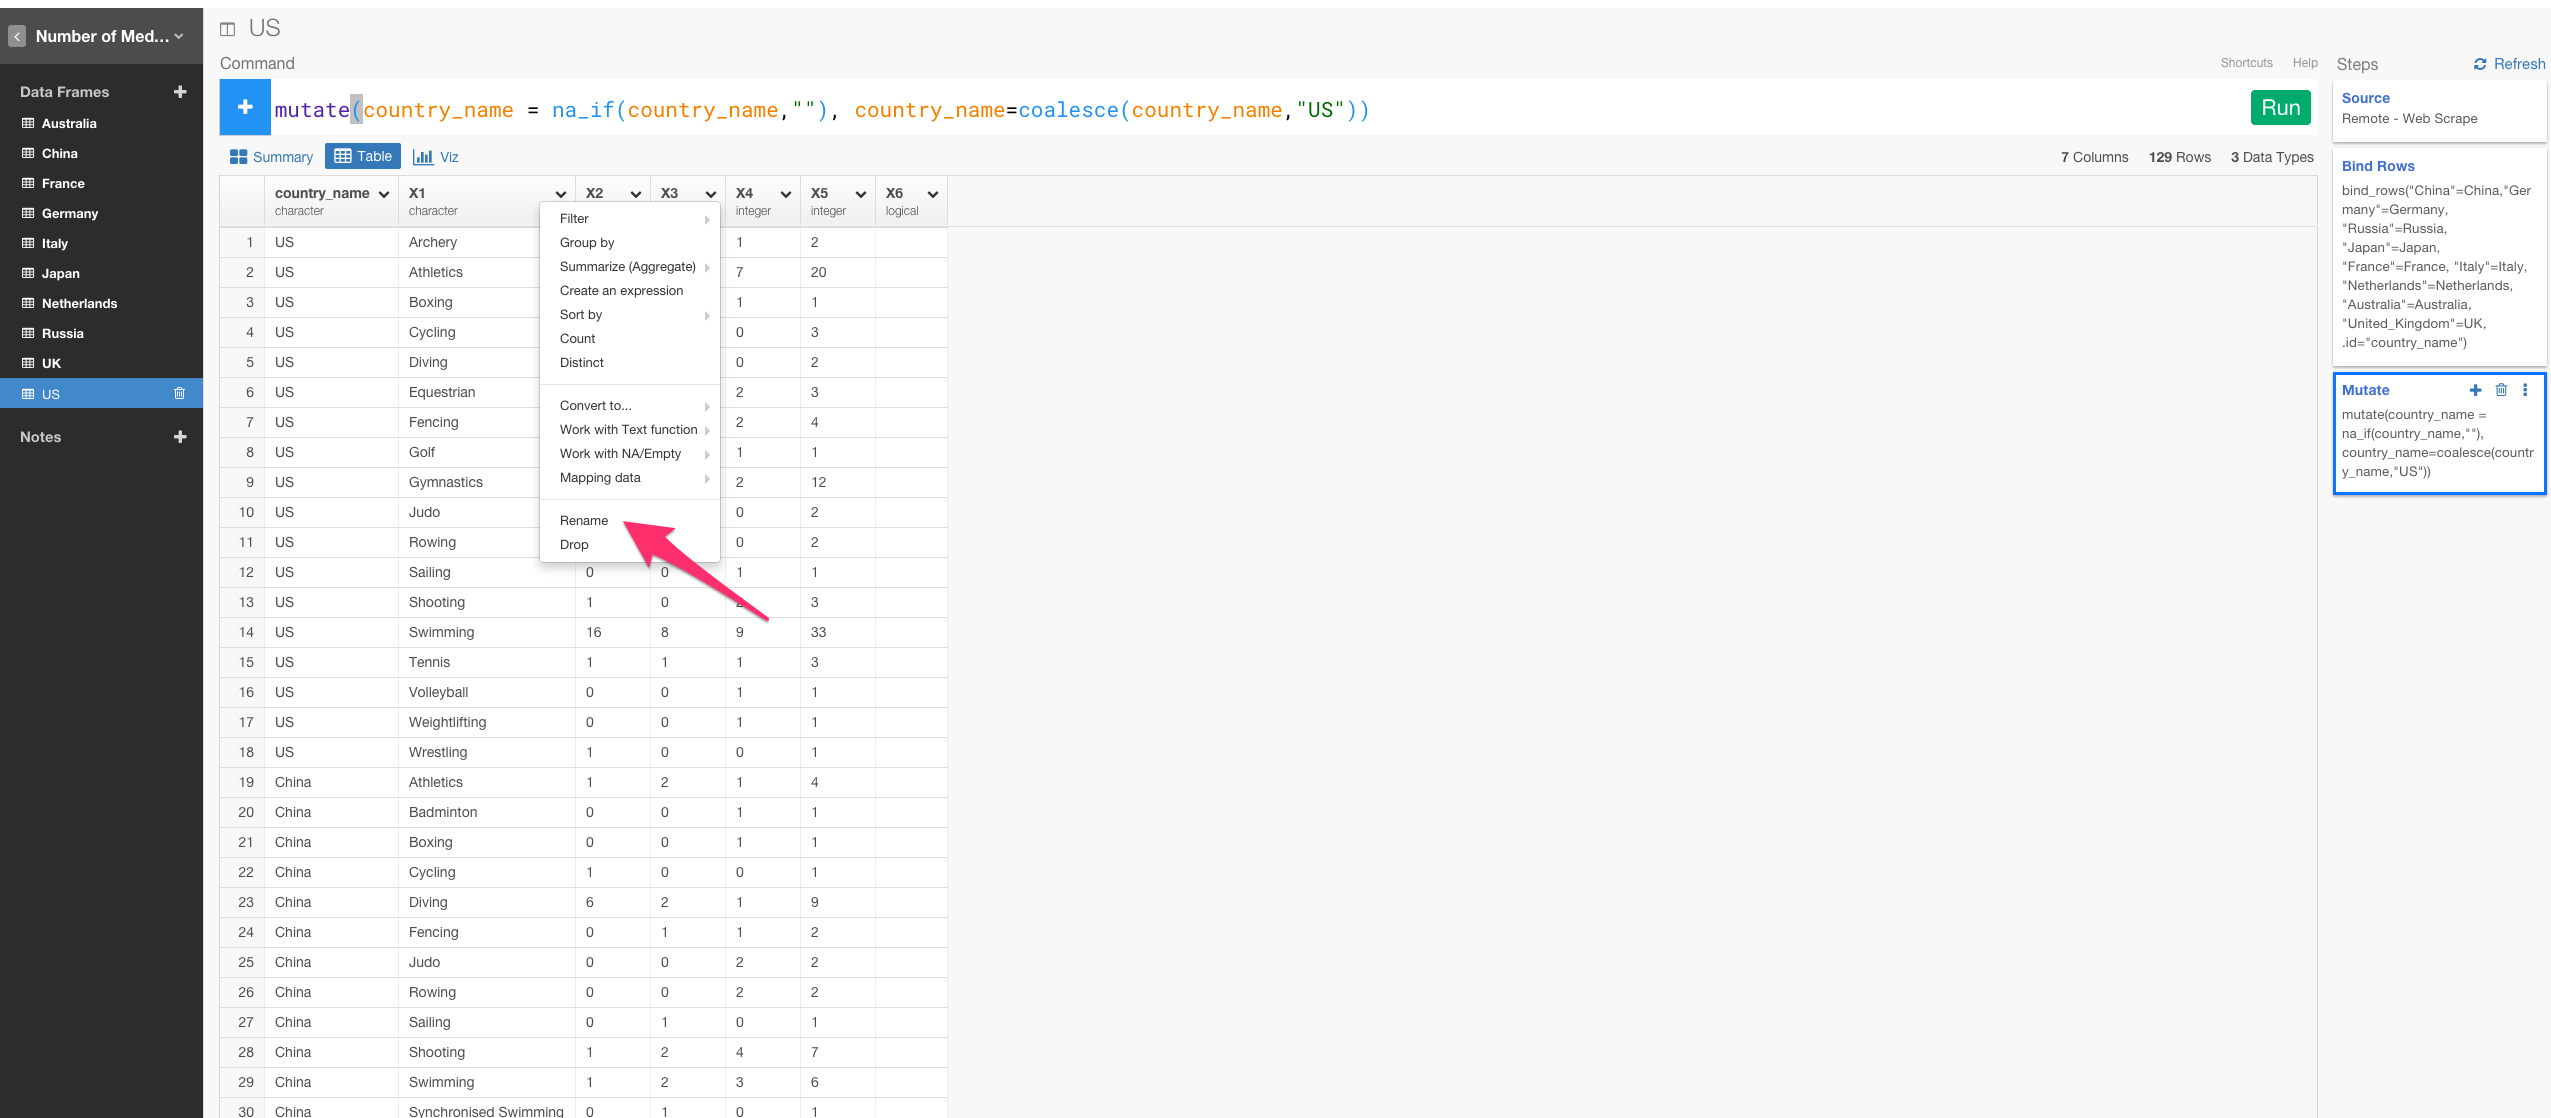 Number of Med...
US
Command
Shortcuts Help
Steps
Refresh
Data Frames
Australia
China
France
Germany
Italy
Japan
Netherlands
Russia
UK
US
Notes
mutate(country_name = na_if(country_name,""), country_name=coalesce(country_name,"US"))
Run
Summary Table Viz
7 Columns 129 Rows 3 Data Types
country_name X1 X2 X3 X4 X5 X6
character character integer integer logical
1 US Archery 1 2
2 US Athletics 7 20
3 US Boxing 1 1
4 US Cycling 0 3
5 US Diving 0 2
6 US Equestrian 2 3
7 US Fencing 2 4
8 US Golf 1 1
9 US Gymnastics 2 12
10 US Judo 0 2
11 US Rowing 0 2
12 US Sailing 0 0 1 1
13 US Shooting 1 0 3
14 US Swimming 16 8 9 33
15 US Tennis 1 1 1 3
16 US Volleyball 0 0 1 1
17 US Weightlifting 0 0 1 1
18 US Wrestling 1 0 0 1
19 China Athletics 1 2 1 4
20 China Badminton 0 0 1 1
21 China Boxing 0 0 1 1
22 China Cycling 1 0 0 1
23 China Diving 6 2 1 9
24 China Fencing 0 1 1 2
25 China Judo 0 0 2 2
26 China Rowing 0 0 2 2
27 China Sailing 0 1 0 1
28 China Shooting 1 2 4 7
29 China Swimming 1 2 3 6
30 China Synchronised Swimming 0 1 0 1
Filter
Group by
Summarize (Aggregate)
Create an expression
Sort by
Count
Distinct
Convert to...
Work with Text function
Work with NA/Empty
Mapping data
Rename
Drop
Source
Remote - Web Scrape
Bind Rows
bind_rows("China"=China,"Ger
many"=Germany,
"Russia"=Russia,
"Japan"=Japan,
"France"=France, "Italy"=Italy,
"Netherlands"=Netherlands,
"Australia"=Australia,
"United_Kingdom"=UK,
.id="country_name")
Mutate
mutate(country_name =
na_if(country_name,""),
country_name=coalesce(countr
y_name,"US"))